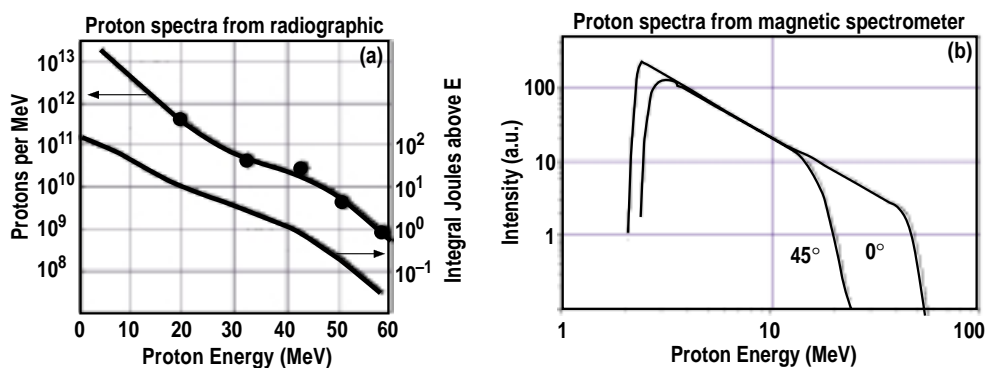 Proton spectra from radiographic
(a)
Protons per MeV
10¹³
10¹²
10¹¹
10¹⁰
10⁹
10⁸
10²
10¹
10⁰
10⁻¹
Integral Joules above E
0 10 20 30 40 50 60
Proton Energy (MeV)
Proton spectra from magnetic spectrometer
(b)
Intensity (a.u.)
100
10
1
45° 0°
1 10 100
Proton Energy (MeV)